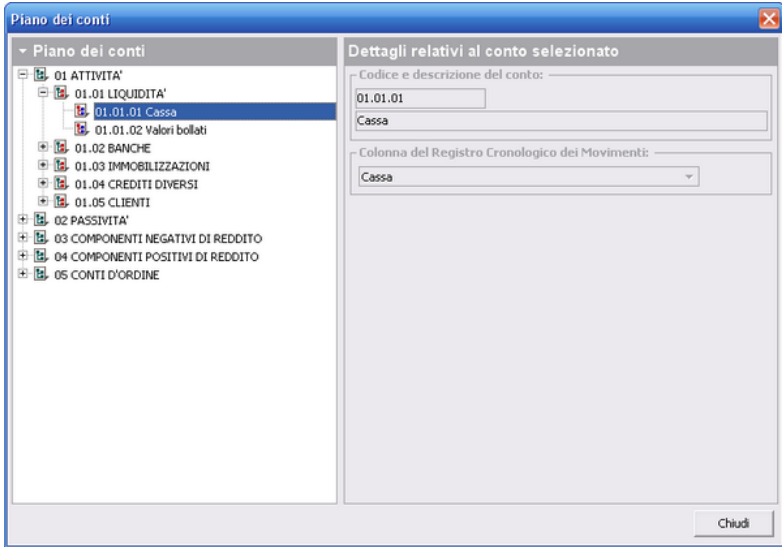 Piano dei conti
Piano dei conti
01 ATTIVITA'
01.01 LIQUIDITA'
01.01.01 Cassa
01.01.02 Valori bollati
01.02 BANCHE
01.03 IMMOBILIZZAZIONI
01.04 CREDITI DIVERSI
01.05 CLIENTI
02 PASSIVITA'
03 COMPONENTI NEGATIVI DI REDDITO
04 COMPONENTI POSITIVI DI REDDITO
05 CONTI D'ORDINE
Dettagli relativi al conto selezionato
Codice e descrizione del conto:
01.01.01
Cassa
Colonna del Registro Cronologico dei Movimenti:
Cassa
Chiudi